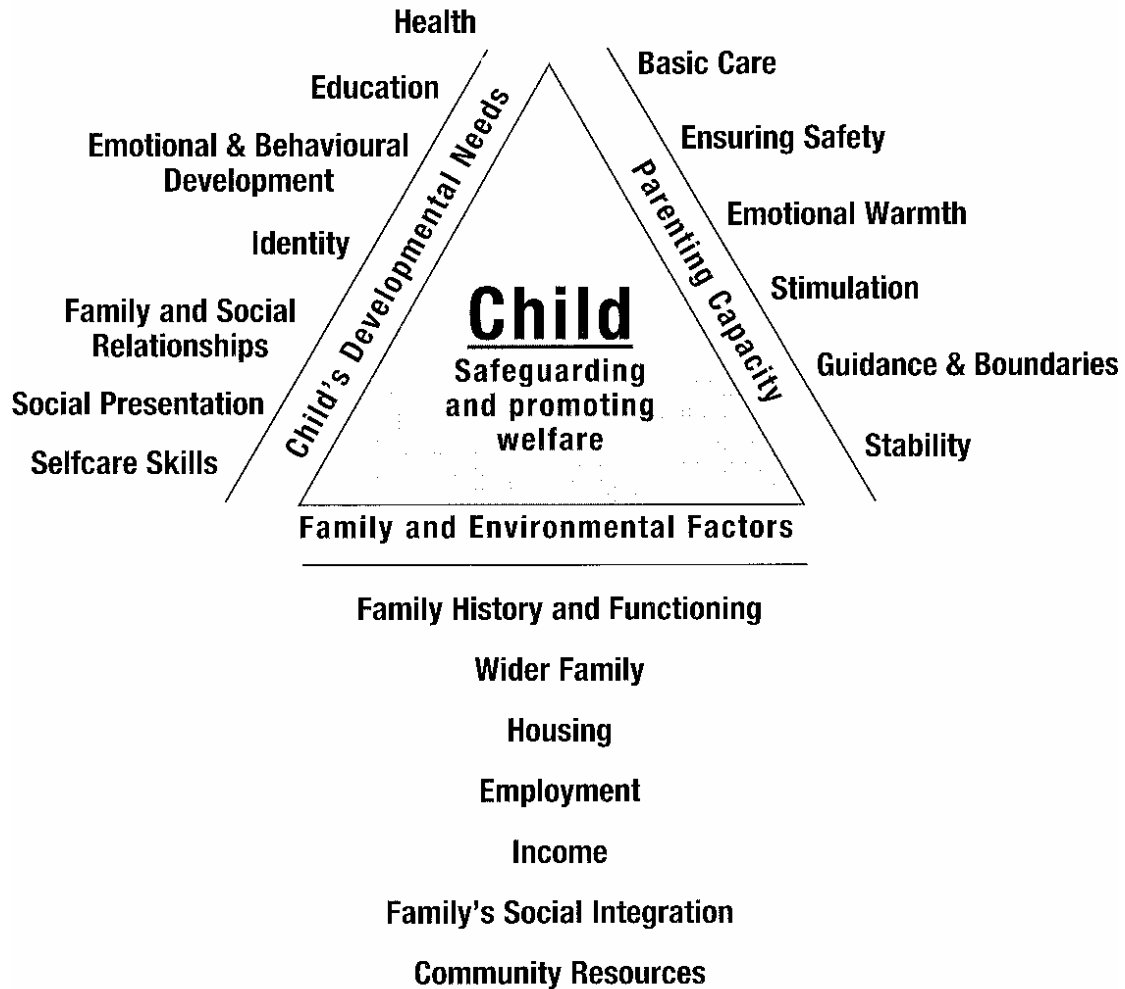 Health
Education
Emotional & Behavioural
Development
Identity
Family and Social
Relationships
Social Presentation
Selfcare Skills
Child's Developmental Needs
Basic Care
Ensuring Safety
Emotional Warmth
Stimulation
Guidance & Boundaries
Stability
Parenting Capacity
Child
Safeguarding
and promoting
welfare
Family and Environmental Factors
Family History and Functioning
Wider Family
Housing
Employment
Income
Family's Social Integration
Community Resources